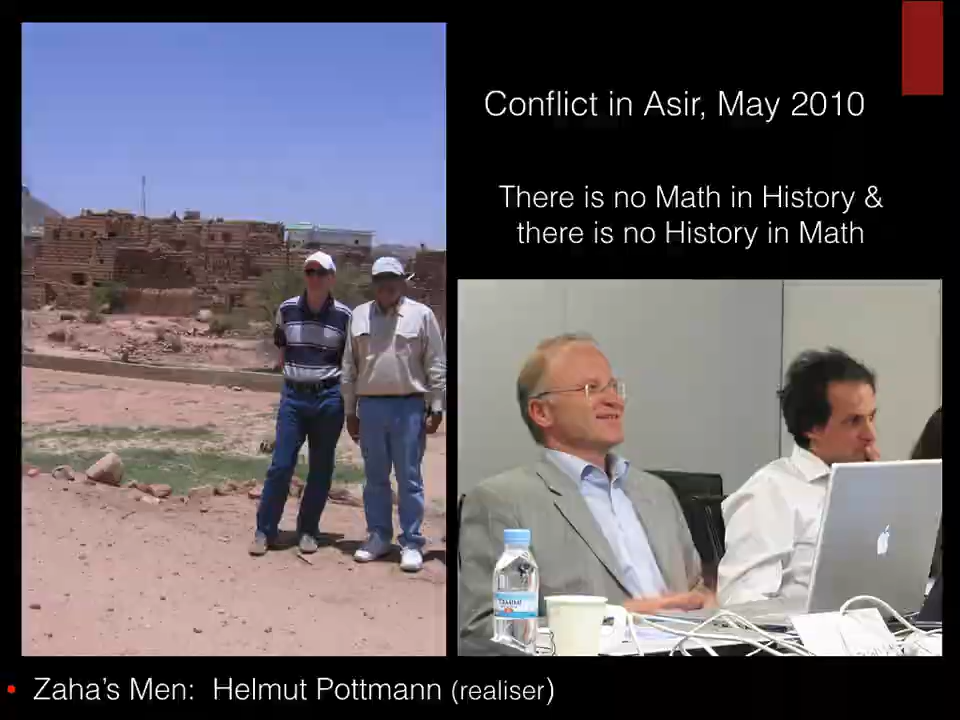 Conflict in Asir, May 2010
There is no Math in History &
there is no History in Math
• Zaha's Men: Helmut Pottmann (realiser)